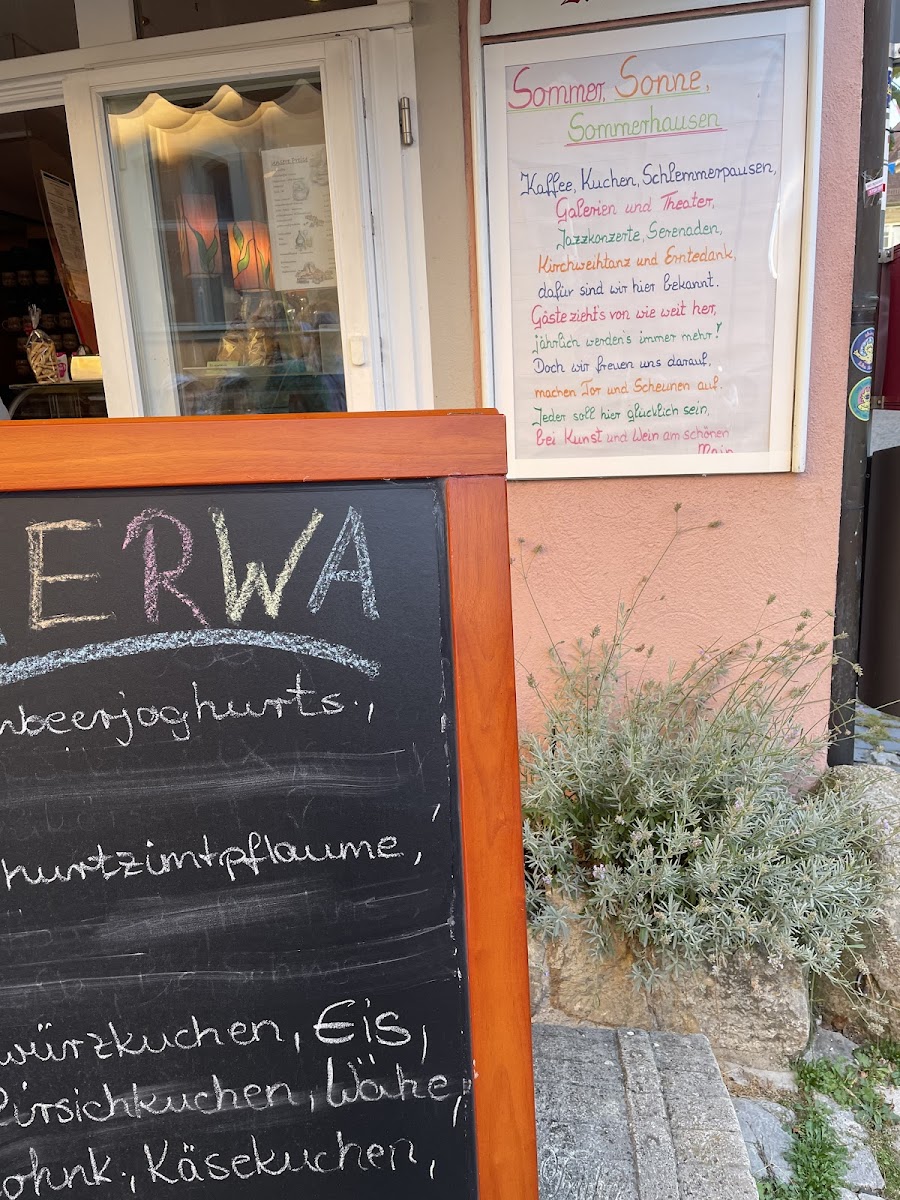 Sommer, Sonne,
Sommerhausen
Kaffee, Kuchen, Schlemmerpausen,
Galerien und Theater,
Jazzkonzerte, Serenaden,
Kirchweihtanz und Erntedank,
dafür sind wir hier bekannt.
Gäste zieht's von wie weit her,
jährlich werden's immer mehr!
Doch wir freuen uns darauf,
machen Tor und Scheunen auf.
Jeder soll hier glücklich sein,
bei Kunst und Wein am schönen
Main
ERWA
nbeerjoghurts.,
hurtzimtpflaume,
würzkuchen, Eis,
firsichkuchen, Wähe,
ohnk., Käsekuchen,